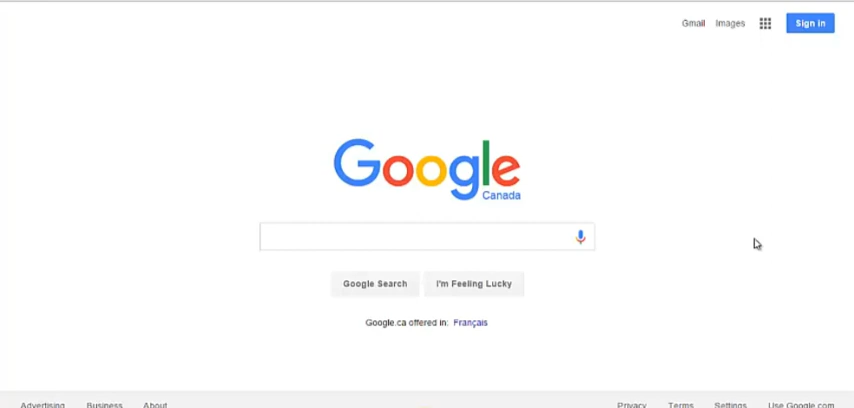 Gmail Images Sign in
Google
Canada
Google Search I'm Feeling Lucky
Google.ca offered in: Français
Advertising Business About Privacy Terms Settings Use Google.com